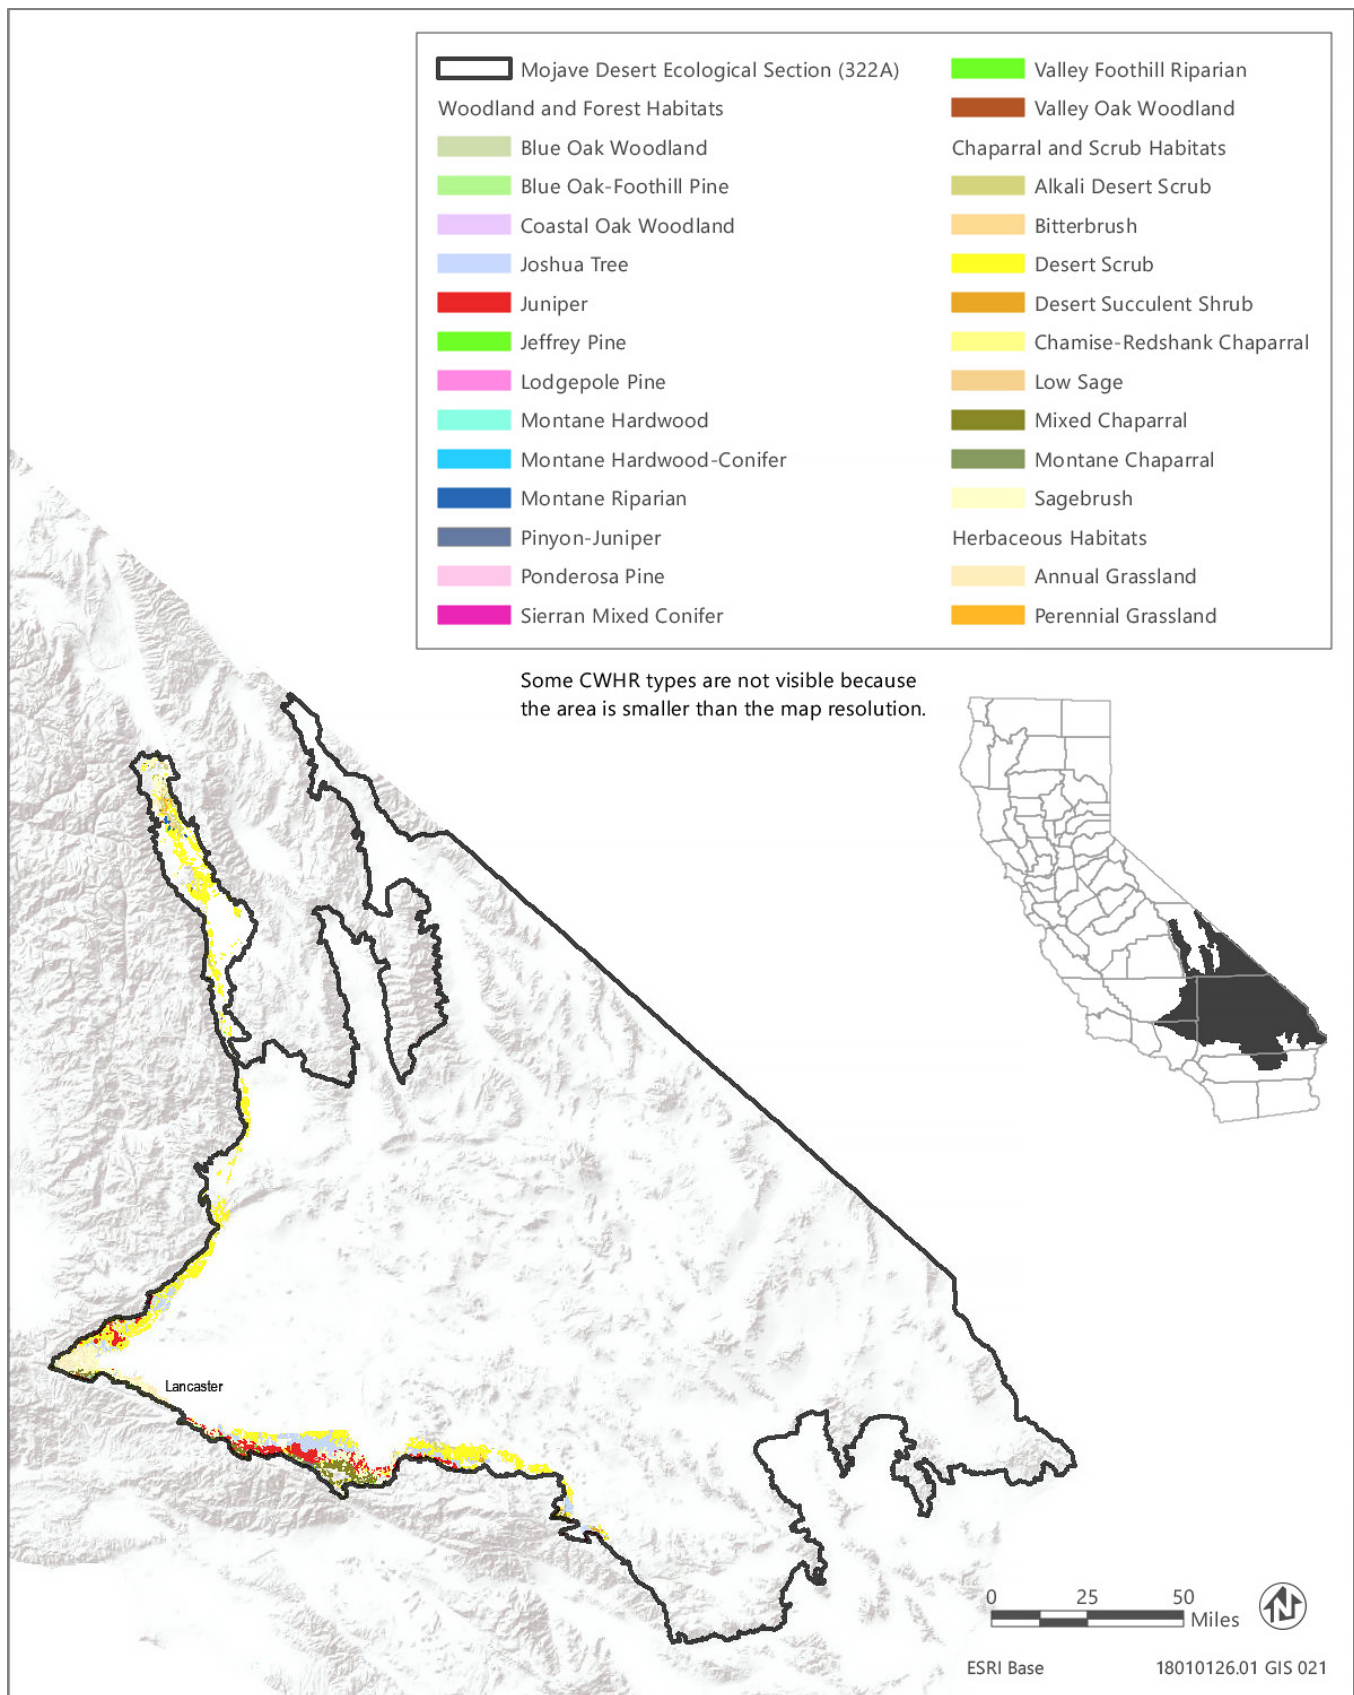 Mojave Desert Ecological Section (322A)
Woodland and Forest Habitats
Blue Oak Woodland
Blue Oak-Foothill Pine
Coastal Oak Woodland
Joshua Tree
Juniper
Jeffrey Pine
Lodgepole Pine
Montane Hardwood
Montane Hardwood-Conifer
Montane Riparian
Pinyon-Juniper
Ponderosa Pine
Sierran Mixed Conifer
Valley Foothill Riparian
Valley Oak Woodland
Chaparral and Scrub Habitats
Alkali Desert Scrub
Bitterbrush
Desert Scrub
Desert Succulent Shrub
Chamise-Redshank Chaparral
Low Sage
Mixed Chaparral
Montane Chaparral
Sagebrush
Herbaceous Habitats
Annual Grassland
Perennial Grassland
Some CWHR types are not visible because
the area is smaller than the map resolution.
Lancaster
0 25 50
Miles
N
ESRI Base 18010126.01 GIS 021